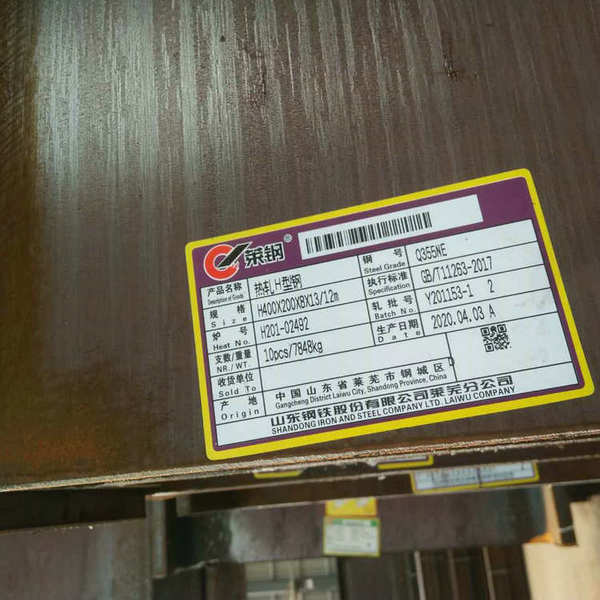 莱钢®
产品名称 热轧H型钢 钢号 Q355NE
Description of Goods Steel Grade
规格 H400X200X8X13/12m 执行标准 GB/T11263-2017
Size Specification
炉号 H201-02492 轧批号 Y201153-1 2
Heat No. Batch No.
支数/重量 10pcs/7848kg 生产日期 2020.04.03 A
NR./WT. Date
收货单位
Sold To
产地 中国山东省莱芜市钢城区
Origin Gangcheng District Laiwu City, Shandong Province, China
山东钢铁股份有限公司莱芜分公司
SHANDONG IRON AND STEEL COMPANY LTD. LAIWU COMPANY